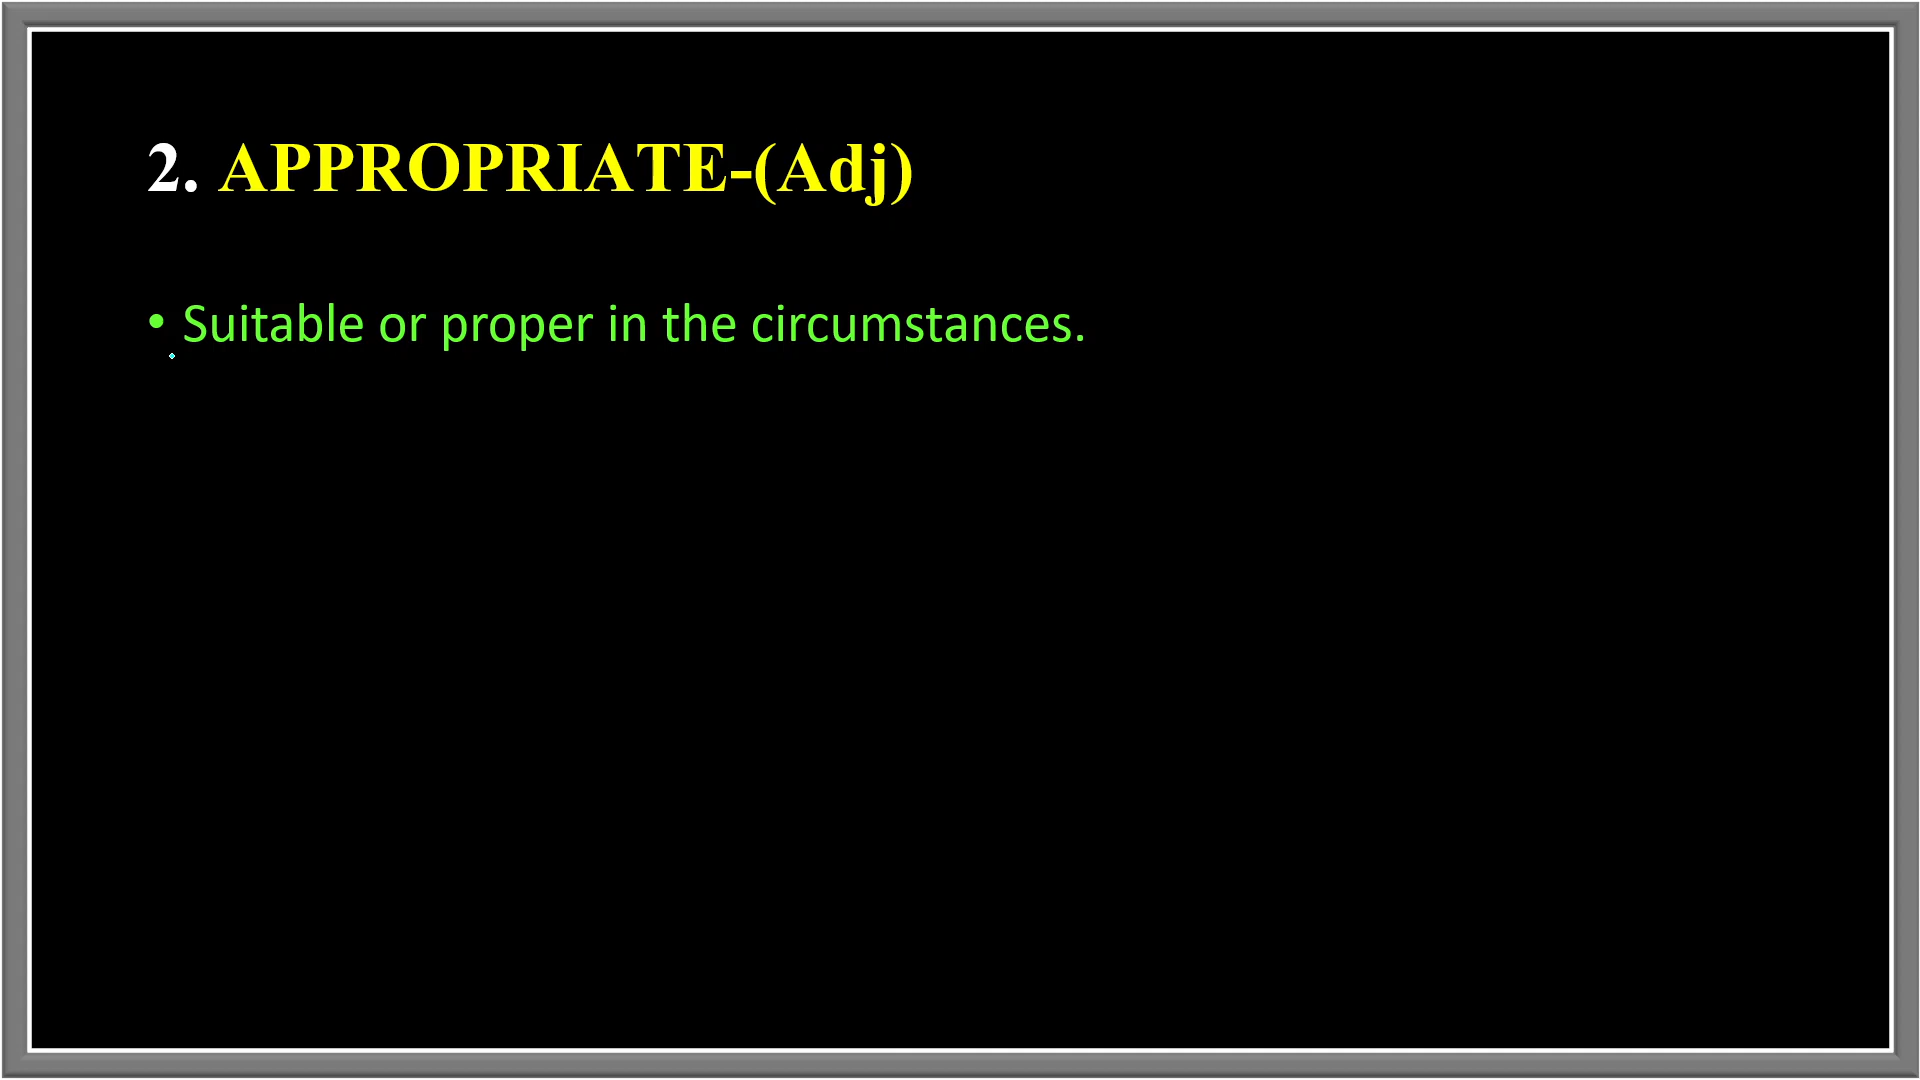 2. APPROPRIATE-(Adj)
• Suitable or proper in the circumstances.